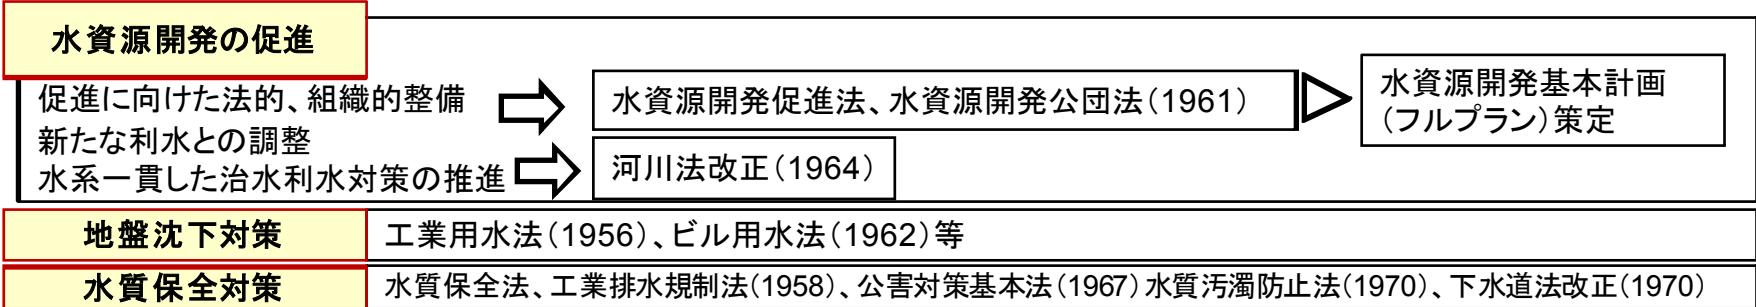 水資源開発の促進
促進に向けた法的、組織的整備
新たな利水との調整
水系一貫した治水利水対策の推進
水資源開発促進法、水資源開発公団法（1961）
河川法改正（1964）
水資源開発基本計画
（フルプラン）策定
地盤沈下対策
工業用水法（1956）、ビル用水法（1962）等
水質保全対策
水質保全法、工業排水規制法（1958）、公害対策基本法（1967）水質汚濁防止法（1970）、下水道法改正（1970）